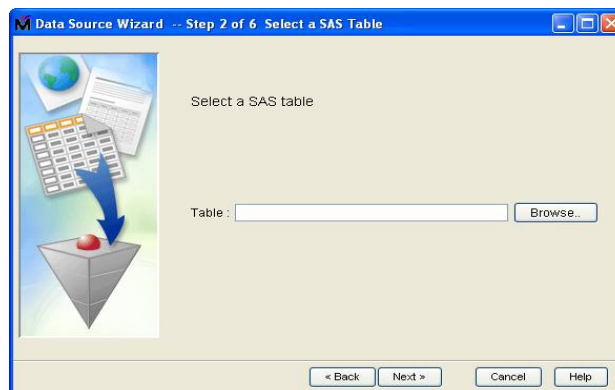 Data Source Wizard -- Step 2 of 6 Select a SAS Table
Select a SAS table
Table :
Browse..
< Back
Next >
Cancel
Help